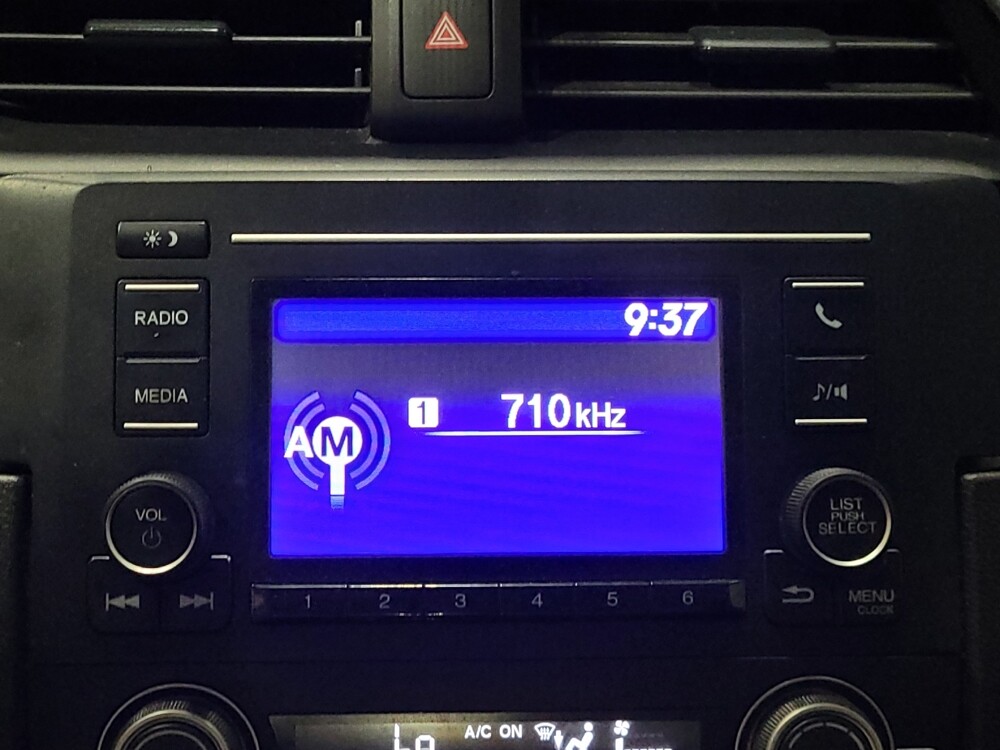 RADIO
MEDIA
9:37
AM
1 710kHz
VOL
LIST
PUSH
SELECT
1 2 3 4 5 6
MENU
CLOCK
A/C ON